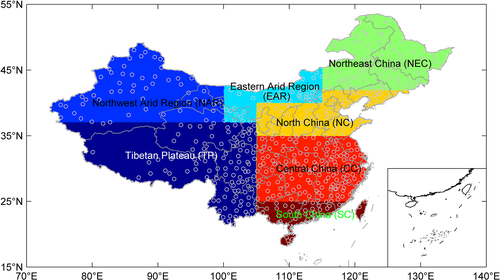 55°N
45°N
35°N
25°N
15°N
70°E
80°E
90°E
100°E
110°E
120°E
130°E
140°E
Northeast China (NEC)
Eastern Arid Region
(EAR)
Northwest Arid Region (NAR)
North China (NC)
Tibetan Plateau (TP)
Central China (CC)
South China (SC)